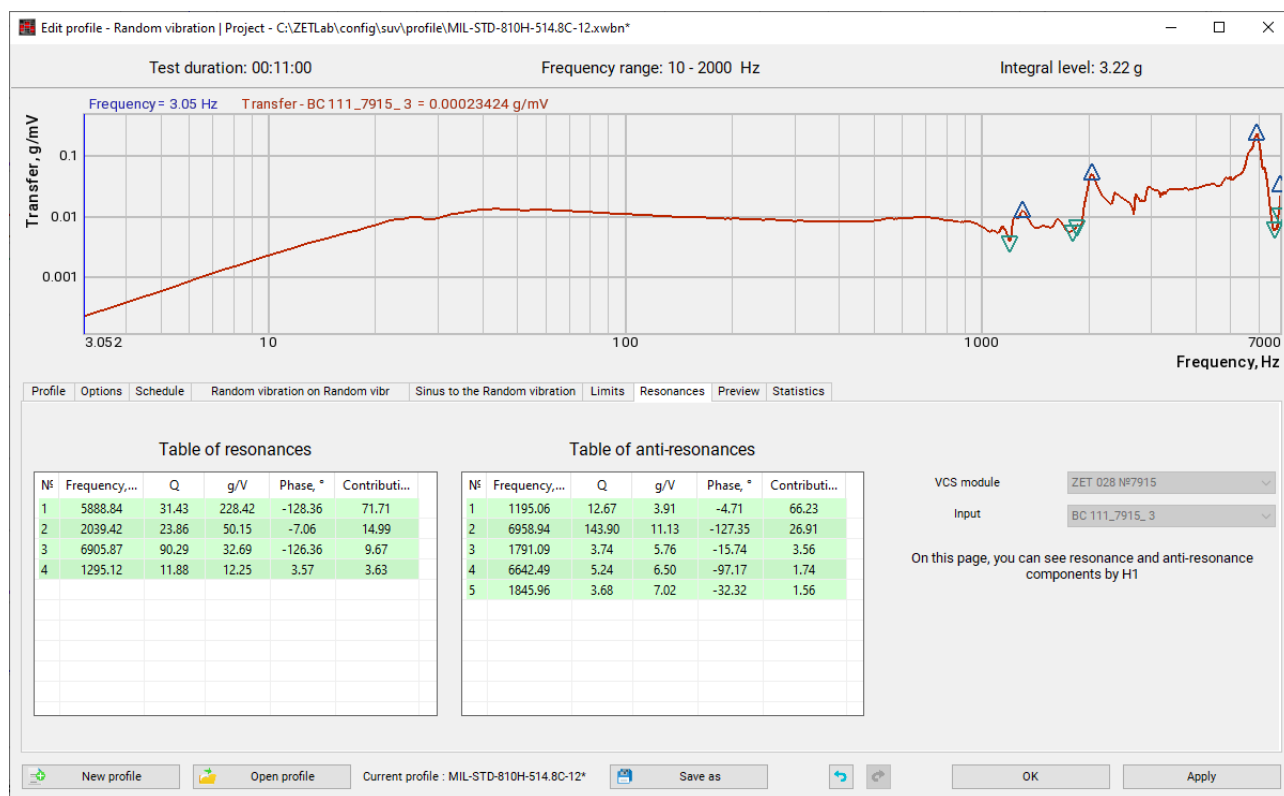 Edit profile - Random vibration | Project - C:\ZETLab\config\suv\profile\MIL-STD-810H-514.8C-12.xwbn*
Test duration: 00:11:00 Frequency range: 10 - 2000 Hz Integral level: 3.22 g
Frequency = 3.05 Hz Transfer - BC 111_7915_ 3 = 0.00023424 g/mV
Transfer, g/mV
0.1
0.01
0.001
3.052 10 100 1000 7000
Frequency, Hz
Profile Options Schedule Random vibration on Random vibr Sinus to the Random vibration Limits Resonances Preview Statistics
Table of resonances
№ Frequency,... Q g/V Phase, ° Contributi...
1 5888.84 31.43 228.42 -128.36 71.71
2 2039.42 23.86 50.15 -7.06 14.99
3 6905.87 90.29 32.69 -126.36 9.67
4 1295.12 11.88 12.25 3.57 3.63
Table of anti-resonances
№ Frequency,... Q g/V Phase, ° Contributi...
1 1195.06 12.67 3.91 -4.71 66.23
2 6958.94 143.90 11.13 -127.35 26.91
3 1791.09 3.74 5.76 -15.74 3.56
4 6642.49 5.24 6.50 -97.17 1.74
5 1845.96 3.68 7.02 -32.32 1.56
VCS module ZET 028 №7915
Input BC 111_7915_ 3
On this page, you can see resonance and anti-resonance
components by H1
New profile Open profile Current profile : MIL-STD-810H-514.8C-12* Save as OK Apply